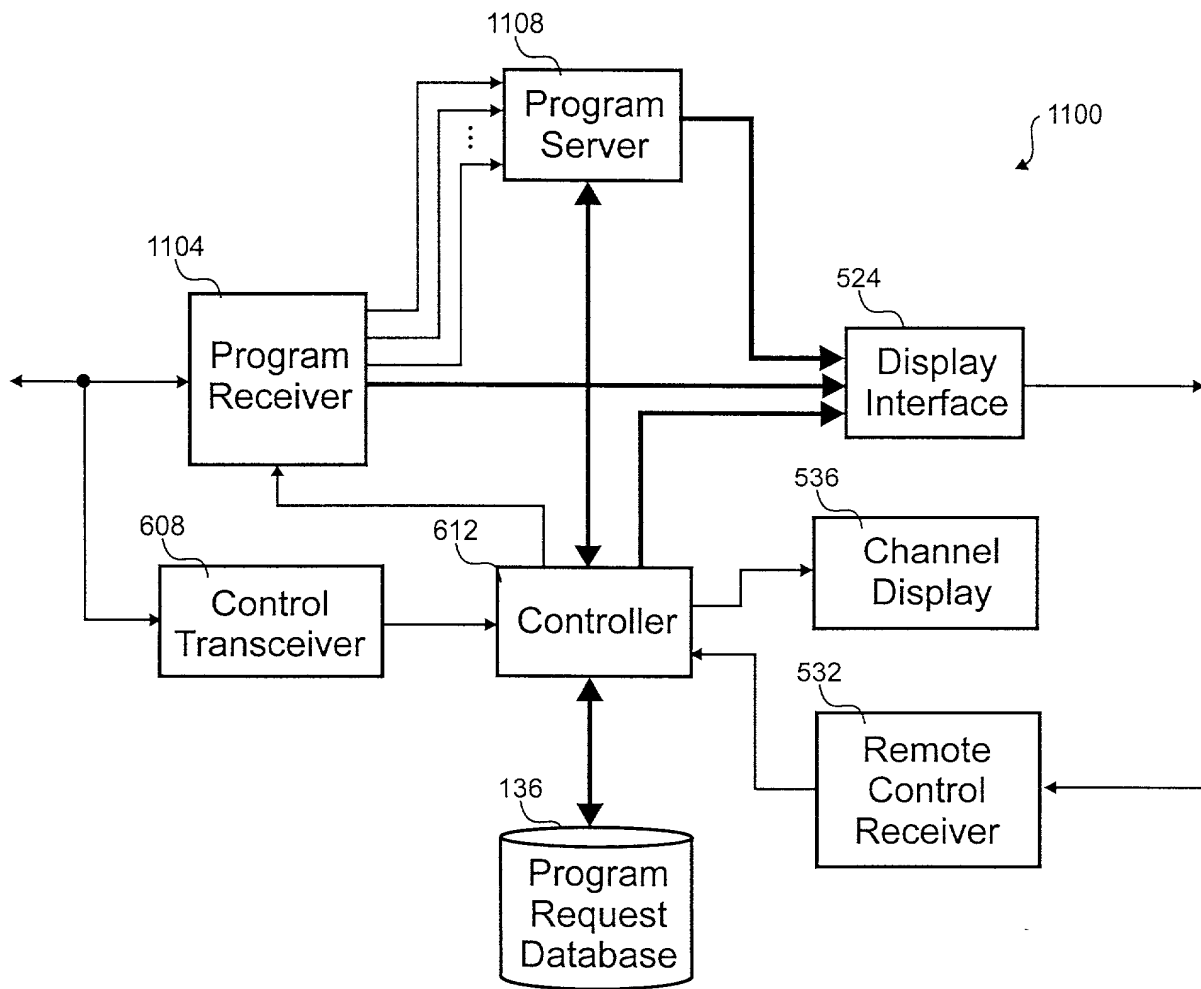 1108
Program
Server
1100
1104
Program
Receiver
524
Display
Interface
536
Channel
Display
608
Control
Transceiver
612
Controller
532
Remote
Control
Receiver
136
Program
Request
Database